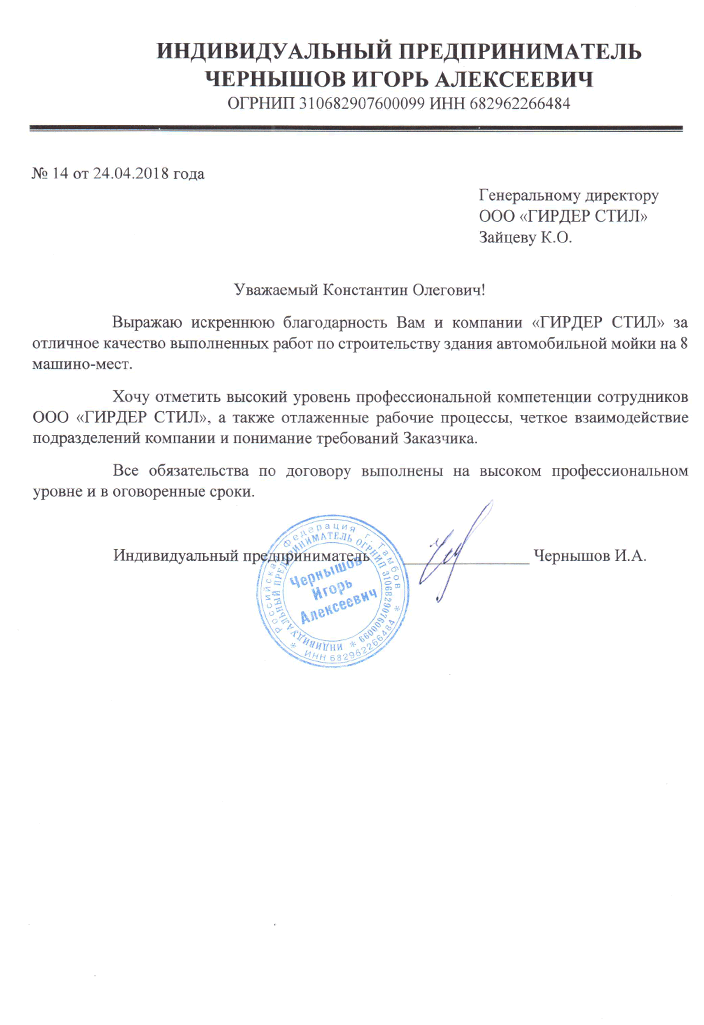 ИНДИВИДУАЛЬНЫЙ ПРЕДПРИНИМАТЕЛЬ
ЧЕРНЫШОВ ИГОРЬ АЛЕКСЕЕВИЧ
ОГРНИП 310682907600099 ИНН 682962266484
№ 14 от 24.04.2018 года
Генеральному директору
ООО «ГИРДЕР СТИЛ»
Зайцеву К.О.
Уважаемый Константин Олегович!
Выражаю искреннюю благодарность Вам и компании «ГИРДЕР СТИЛ» за
отличное качество выполненных работ по строительству здания автомобильной мойки на 8
машино-мест.
Хочу отметить высокий уровень профессиональной компетенции сотрудников
ООО «ГИРДЕР СТИЛ», а также отлаженные рабочие процессы, четкое взаимодействие
подразделений компании и понимание требований Заказчика.
Все обязательства по договору выполнены на высоком профессиональном
уровне и в оговоренные сроки.
Индивидуальный предприниматель Чернышов И.А.
Российская Федерация г. Тамбов
ИНН 682962266484
ИНДИВИДУАЛЬНЫЙ ПРЕДПРИНИМАТЕЛЬ ОГРНИП 310682907600099
Чернышов
Игорь
Алексеевич